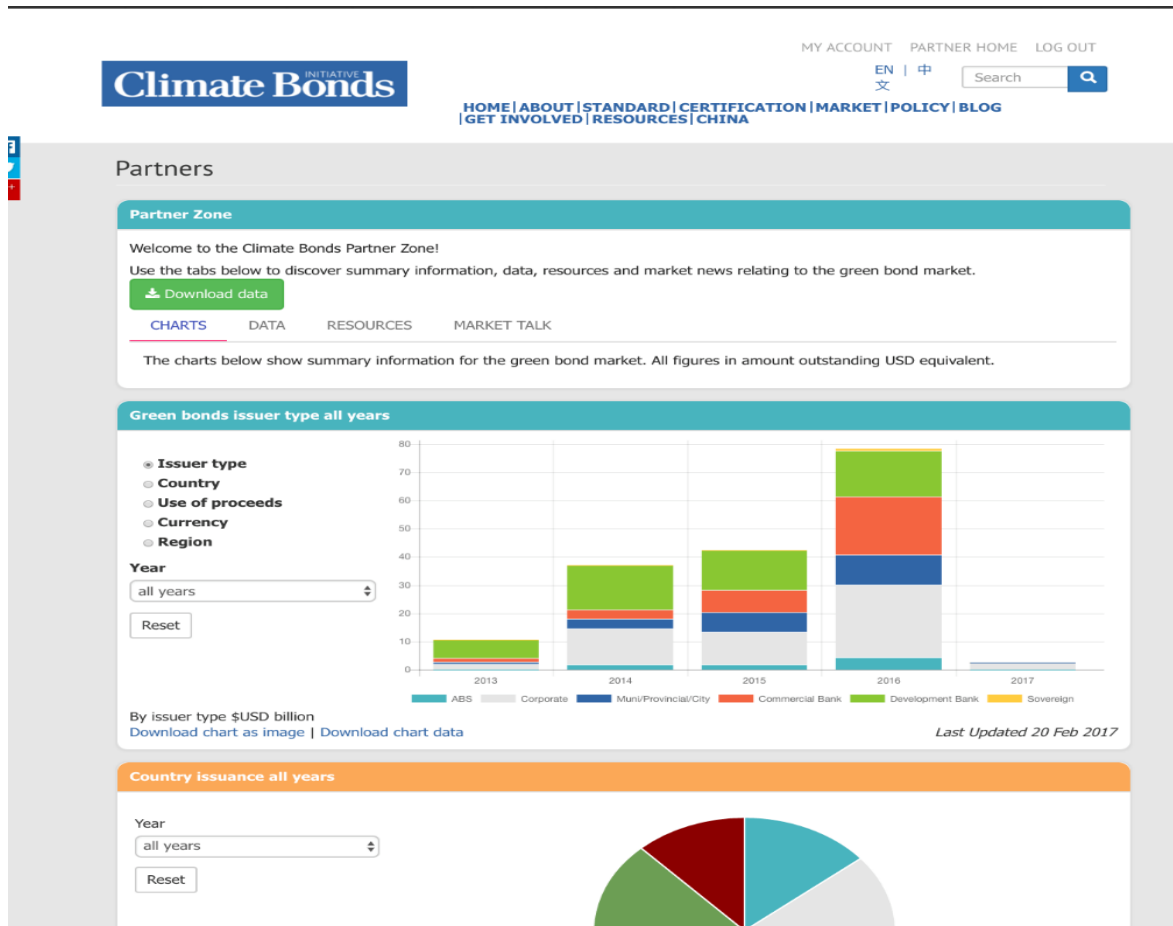 MY ACCOUNT PARTNER HOME LOG OUT
Climate Bonds
INITIATIVE
EN | 中
文
Search
HOME|ABOUT|STANDARD|CERTIFICATION|MARKET|POLICY|BLOG
|GET INVOLVED|RESOURCES|CHINA
Partners
Partner Zone
Welcome to the Climate Bonds Partner Zone!
Use the tabs below to discover summary information, data, resources and market news relating to the green bond market.
Download data
CHARTS DATA RESOURCES MARKET TALK
The charts below show summary information for the green bond market. All figures in amount outstanding USD equivalent.
Green bonds issuer type all years
Issuer type
Country
Use of proceeds
Currency
Region
Year
all years
Reset
80
70
60
50
40
30
20
10
0
2013 2014 2015 2016 2017
ABS Corporate Muni/Provincial/City Commercial Bank Development Bank Sovereign
By issuer type $USD billion
Download chart as image | Download chart data
Last Updated 20 Feb 2017
Country issuance all years
Year
all years
Reset